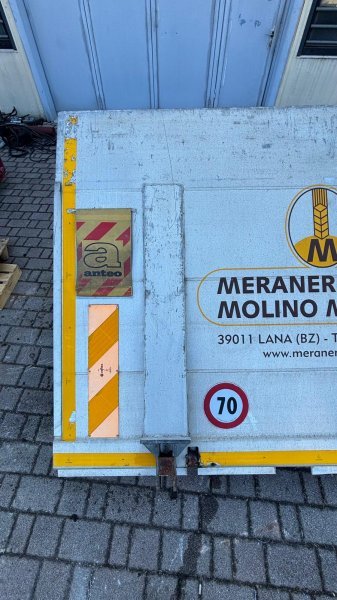 a
anteo
M
MERANER
MOLINO M
39011 LANA (BZ) - T
www.meraner
70